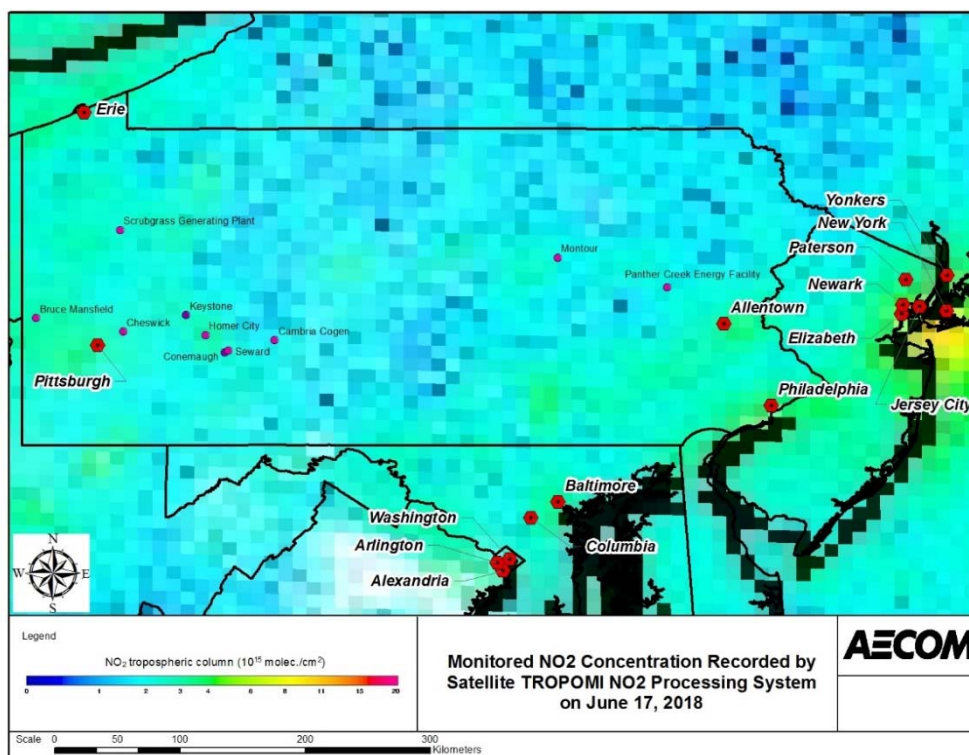 Erie
Yonkers
New York
Scrubgrass Generating Plant
Montour
Paterson
Panther Creek Energy Facility
Newark
Bruce Mansfield
Keystone
Allentown
Cheswick
Homer City
Cambria Cogen
Elizabeth
Conemaugh
Seward
Pittsburgh
Philadelphia
Jersey City
Baltimore
Washington
Arlington
Columbia
Alexandria
N
W E
S
Legend
NO₂ tropospheric column (10¹⁵ molec./cm²)
0 1 2 3 4 6 8 11 15 20
Monitored NO2 Concentration Recorded by
Satellite TROPOMI NO2 Processing System
on June 17, 2018
AECOM
Scale 0 50 100 200 300
Kilometers